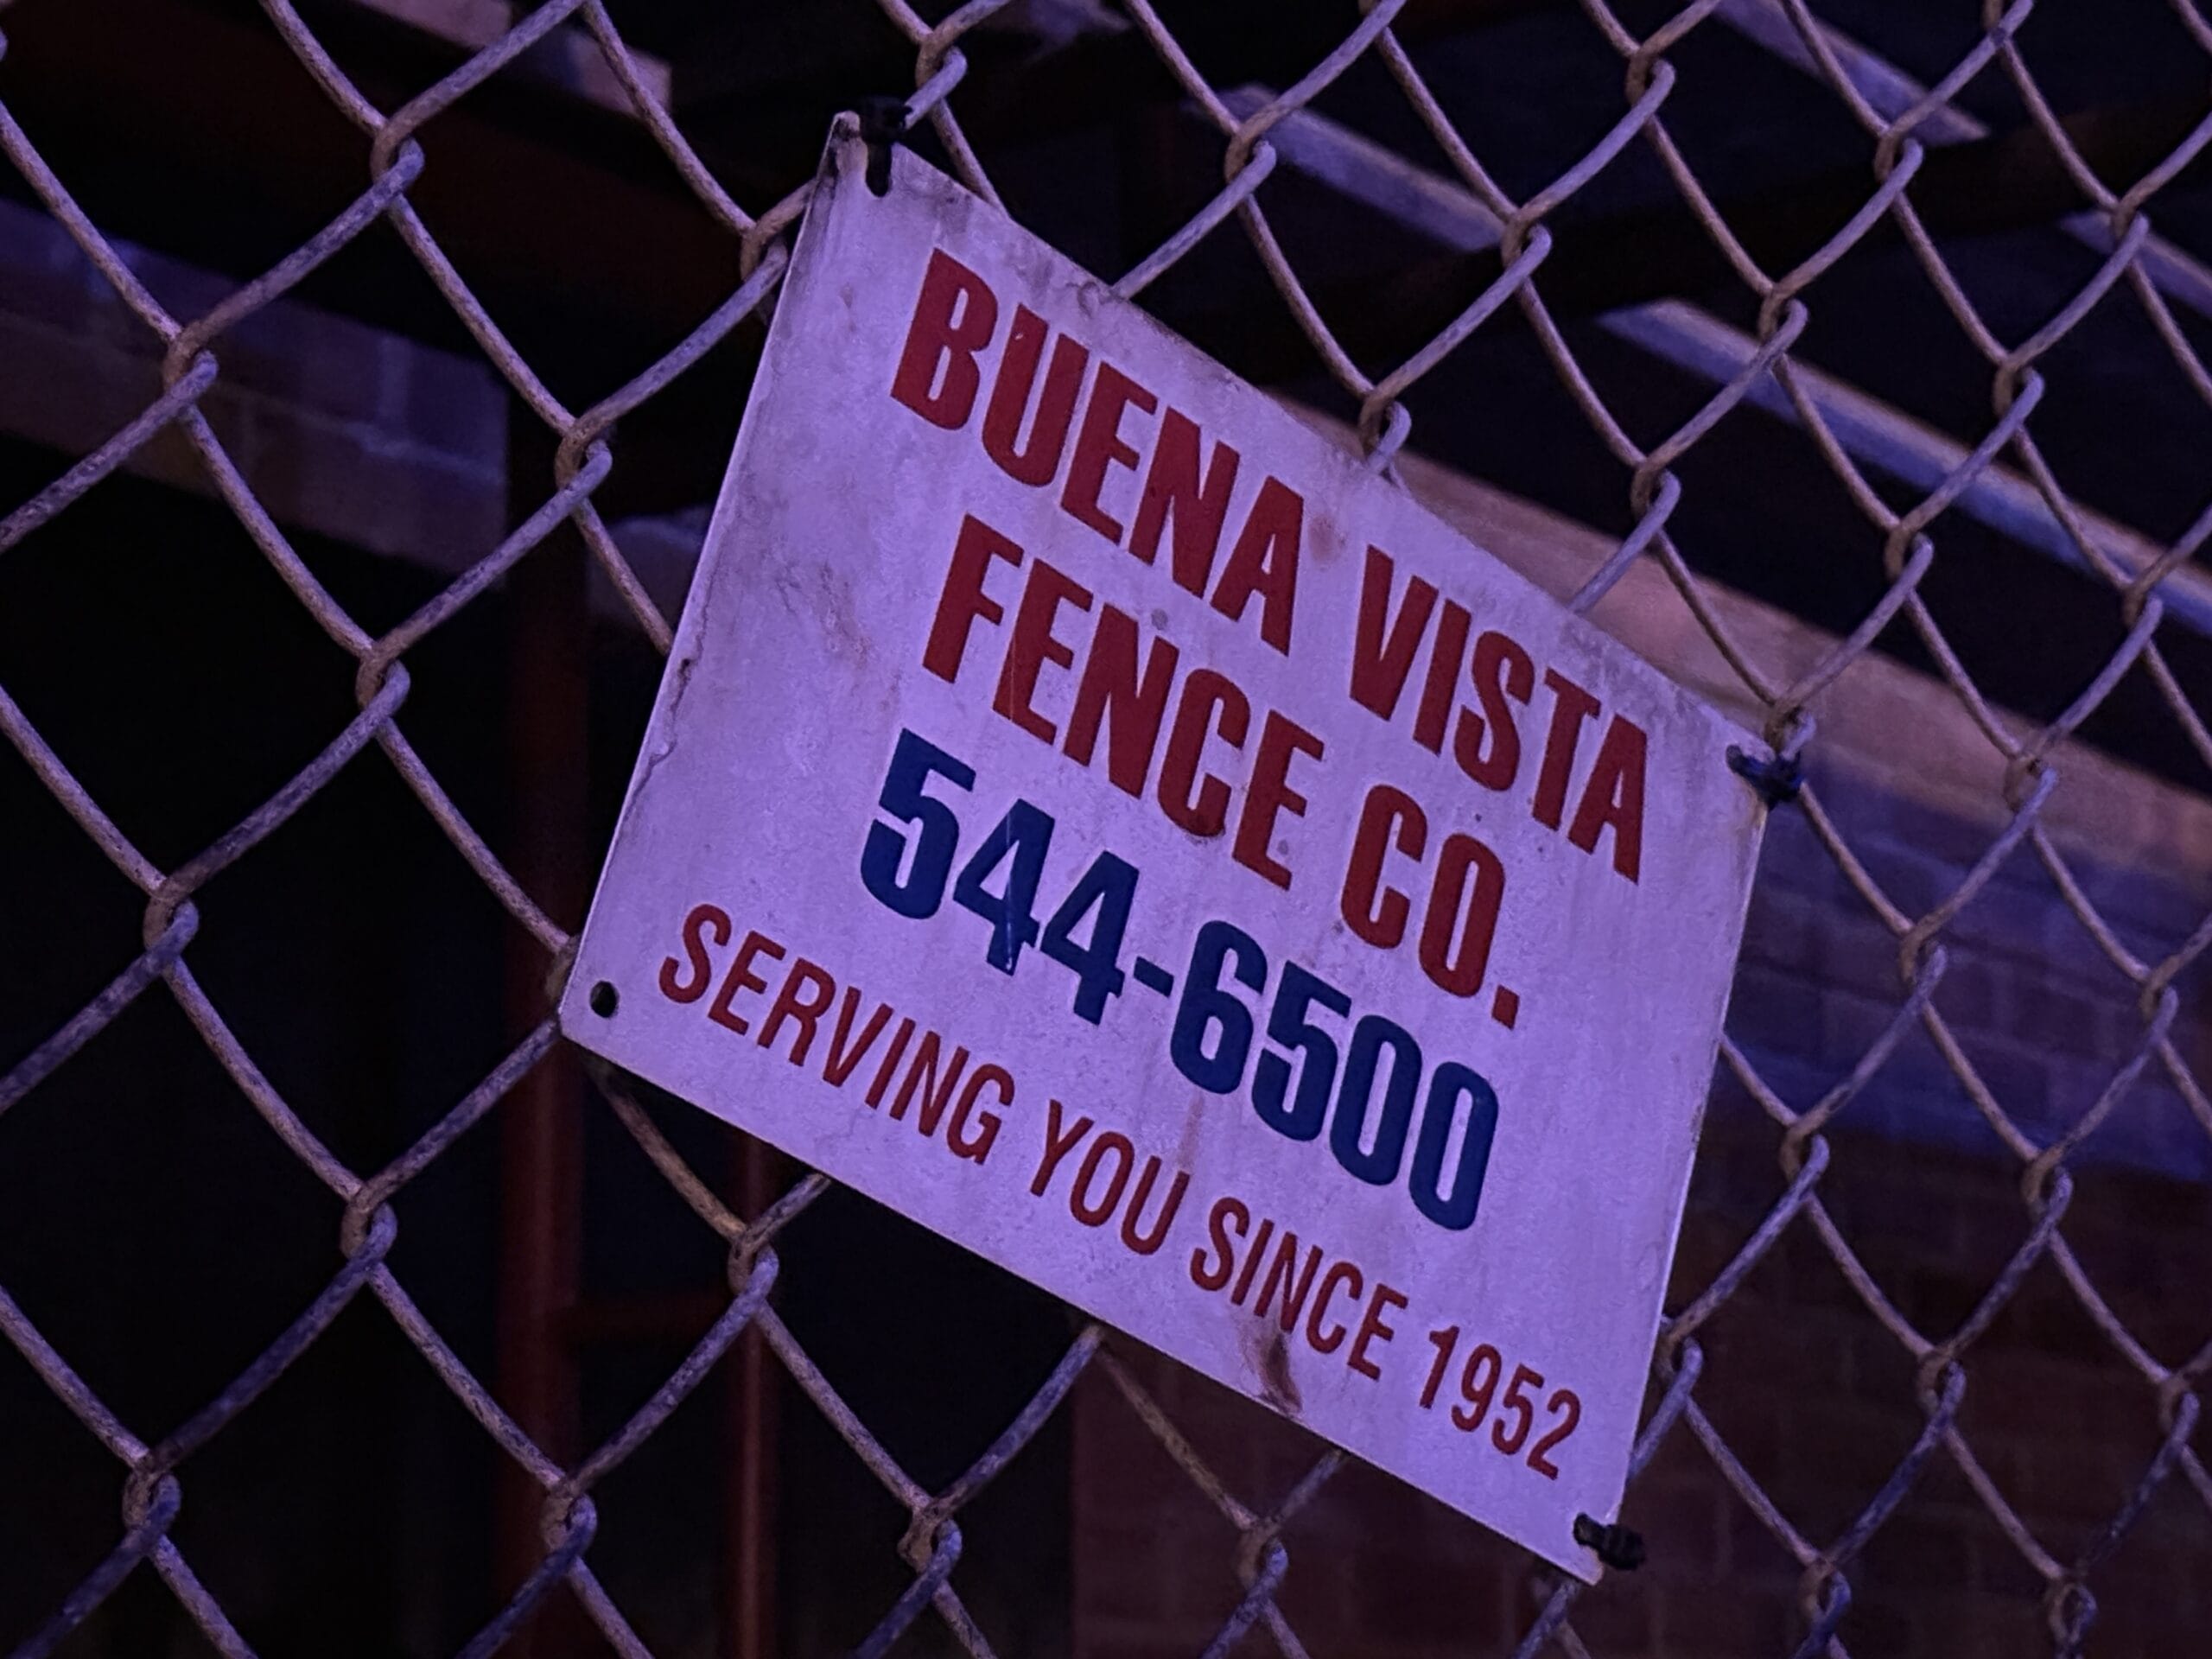 BUENA VISTA
FENCE CO.
544-6500
SERVING YOU SINCE 1952